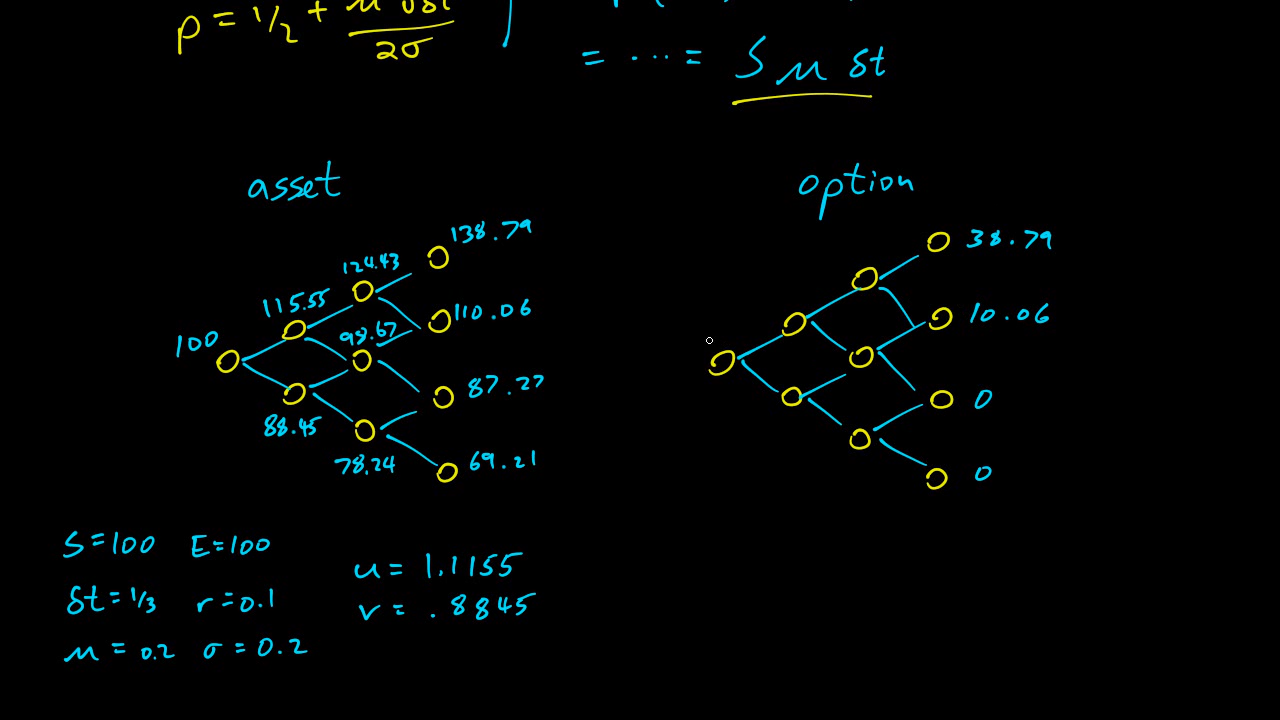 p = 1/2 + μ √δt / 2σ
= ... = S μ δt
asset
option
138.79
124.43
115.55
110.06
98.67
100
87.27
88.45
78.24
69.21
38.79
10.06
0
0
S = 100 E = 100
δt = 1/3 r = 0.1
μ = 0.2 σ = 0.2
u = 1.1155
v = .8845